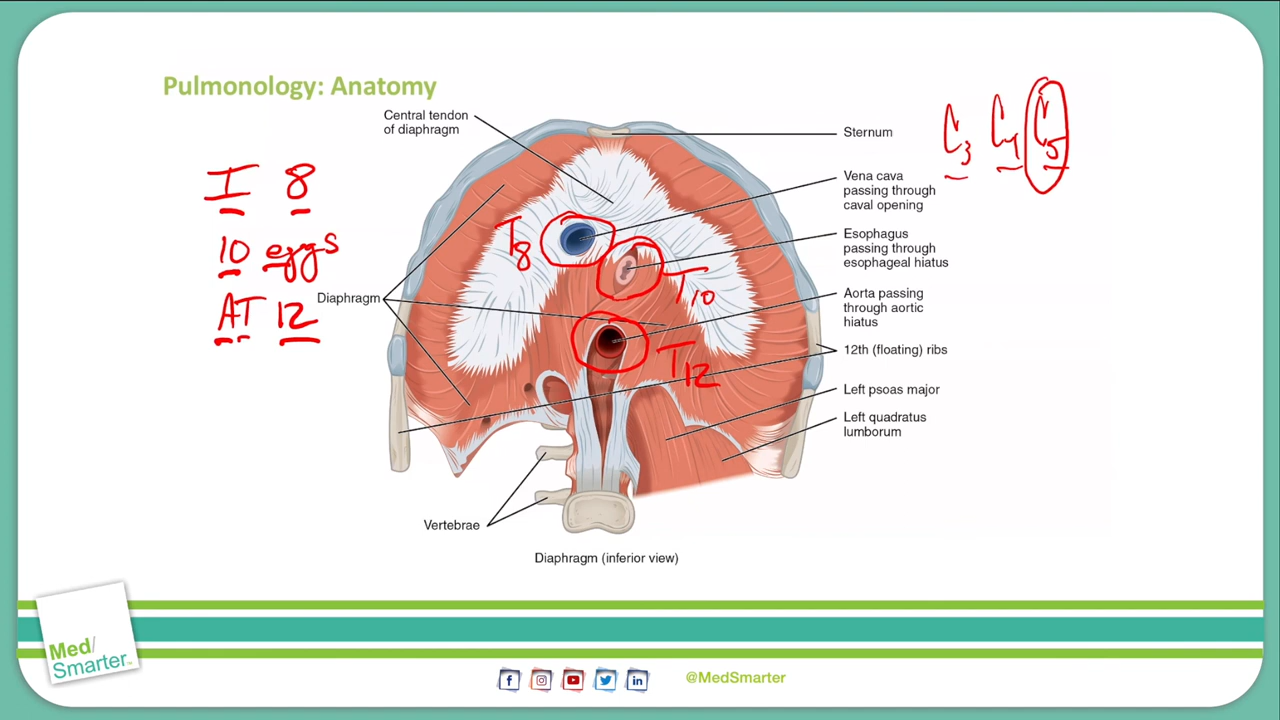 Pulmonology: Anatomy
Central tendon
of diaphragm
Sternum
C3 C4 C5
I 8
10 eggs
AT 12
Vena cava
passing through
caval opening
T8
Esophagus
passing through
esophageal hiatus
T10
Diaphragm
Aorta passing
through aortic
hiatus
T12
12th (floating) ribs
Left psoas major
Left quadratus
lumborum
Vertebrae
Diaphragm (inferior view)
Med/
Smarter™
f
in
@MedSmarter